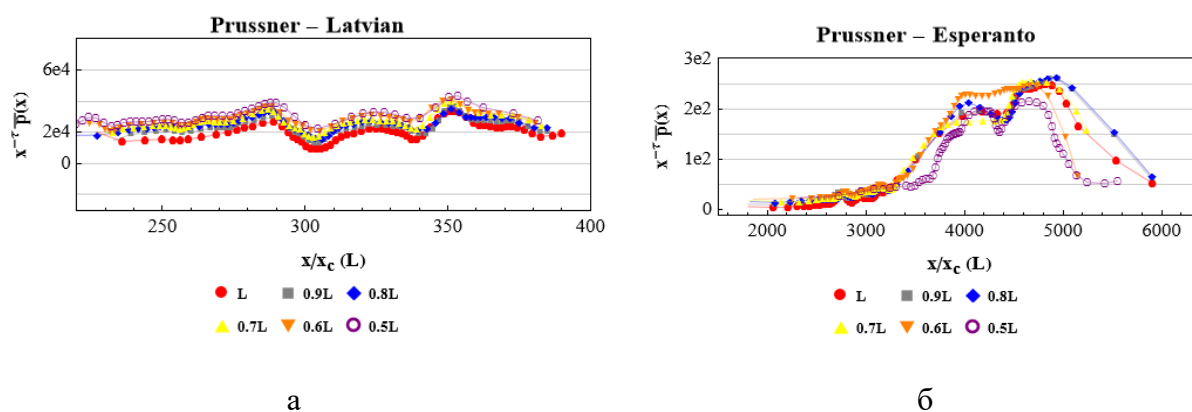 Prussner – Latvian
x^-τ p̅(x)
6e4
2e4
0
250 300 350 400
x/x_c (L)
L 0.9L 0.8L
0.7L 0.6L 0.5L
а
Prussner – Esperanto
x^-τ p̅(x)
3e2
2e2
1e2
0
2000 3000 4000 5000 6000
x/x_c (L)
L 0.9L 0.8L
0.7L 0.6L 0.5L
б